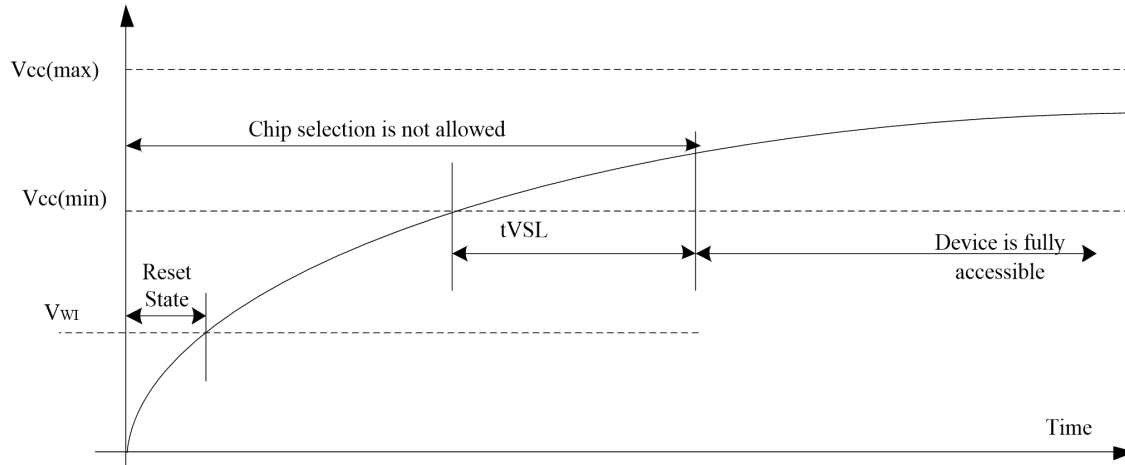 Vcc(max)
Chip selection is not allowed
Vcc(min)
tVSL
Device is fully
accessible
Reset
State
VWI
Time